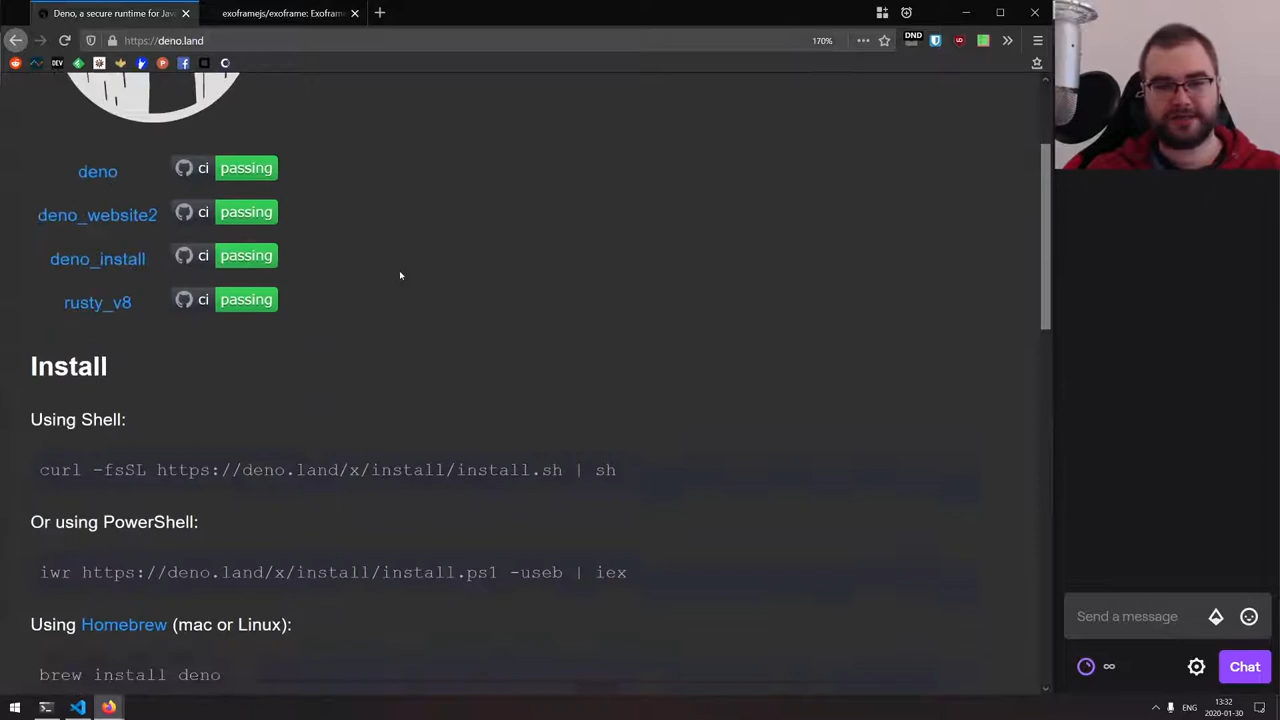 Deno, a secure runtime for Jav
exoframejs/exoframe: Exofram
https://deno.land
170%
DND
DEV
deno
ci passing
deno_website2
ci passing
deno_install
ci passing
rusty_v8
ci passing
Install
Using Shell:
curl -fsSL https://deno.land/x/install/install.sh | sh
Or using PowerShell:
iwr https://deno.land/x/install/install.ps1 -useb | iex
Using Homebrew (mac or Linux):
brew install deno
Send a message
∞
Chat
ENG
13:32
2020-01-30